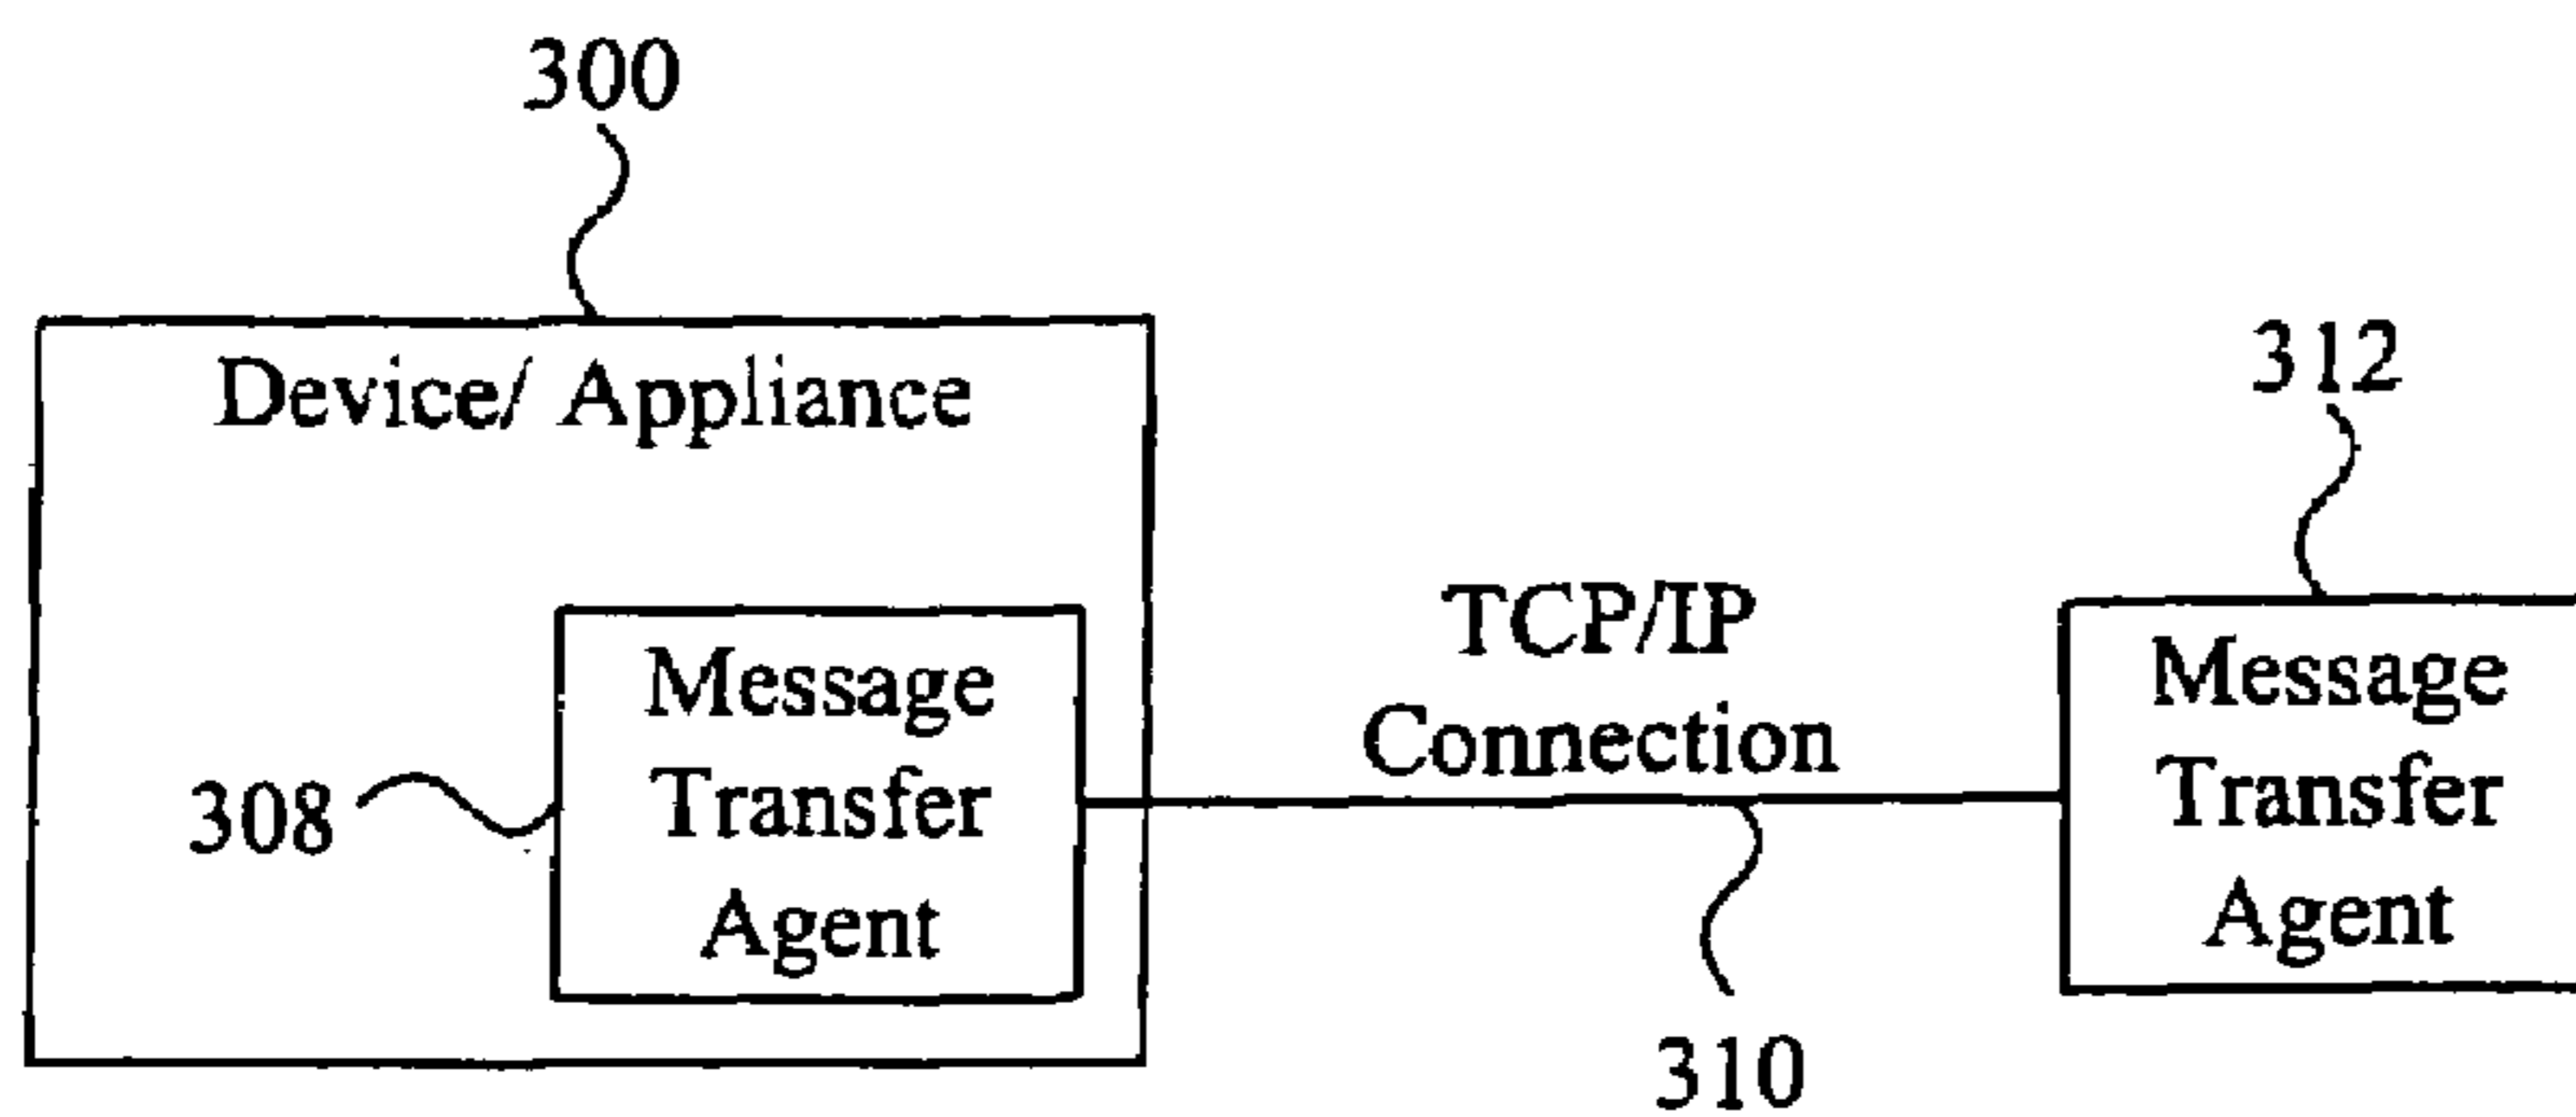 300
Device/ Appliance
312
TCP/IP
Connection
Message
Transfer
Agent
308
Message
Transfer
Agent
310